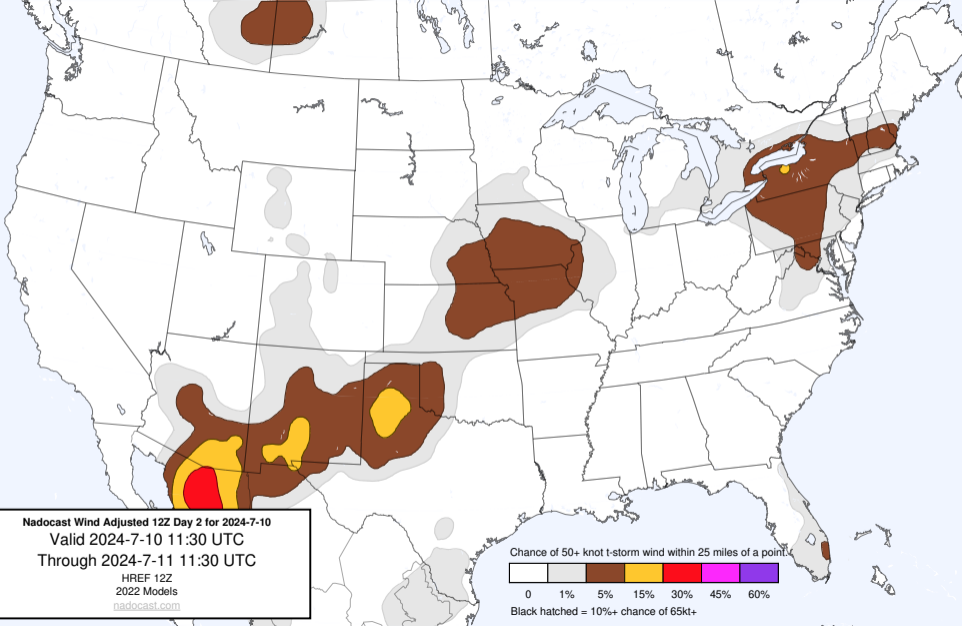 Nadocast Wind Adjusted 12Z Day 2 for 2024-7-10
Valid 2024-7-10 11:30 UTC
Through 2024-7-11 11:30 UTC
HREF 12Z
2022 Models
nadocast.com
Chance of 50+ knot t-storm wind within 25 miles of a point.
0 1% 5% 15% 30% 45% 60%
Black hatched = 10%+ chance of 65kt+